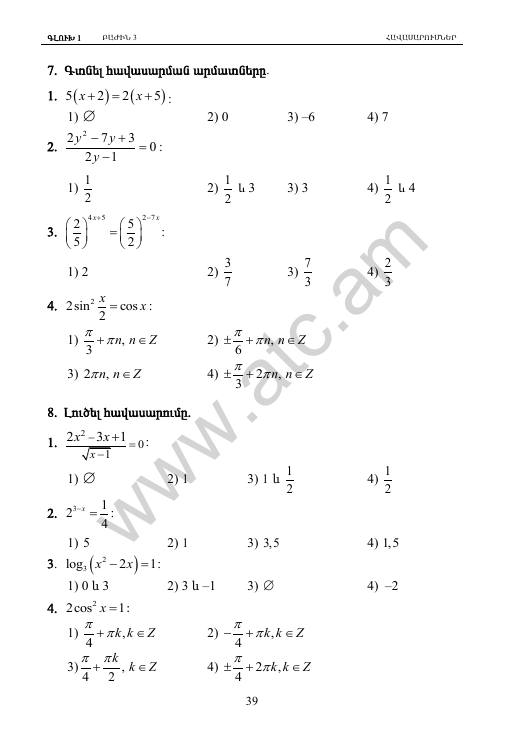 ԳԼՈՒԽ 1 ԲԱԺԻՆ 3 ՀԱՎԱՍԱՐՈՒՄՆԵՐ
7. Գտնել հավասարման արմատները.
1. 5(x+2)=2(x+5):
1) ∅ 2) 0 3) –6 4) 7
2. (2y²−7y+3)/(2y−1)=0:
1) 1/2 2) 1/2 և 3 3) 3 4) 1/2 և 4
3. (2/5)^(4x+5)=(5/2)^(2−7x):
1) 2 2) 3/7 3) 7/3 4) 2/3
4. 2sin² x/2=cos x:
1) π/3+πn, n∈Z 2) ±π/6+πn, n∈Z
3) 2πn, n∈Z 4) ±π/3+2πn, n∈Z
8. Լուծել հավասարումը.
1. (2x²−3x+1)/√(x−1)=0:
1) ∅ 2) 1 3) 1 և 1/2 4) 1/2
2. 2^(3−x)=1/4:
1) 5 2) 1 3) 3,5 4) 1,5
3. log₃(x²−2x)=1:
1) 0 և 3 2) 3 և –1 3) ∅ 4) –2
4. 2cos² x=1:
1) π/4+πk,k∈Z 2) −π/4+πk,k∈Z
3) π/4+πk/2, k∈Z 4) ±π/4+2πk,k∈Z
39
www.atc.am